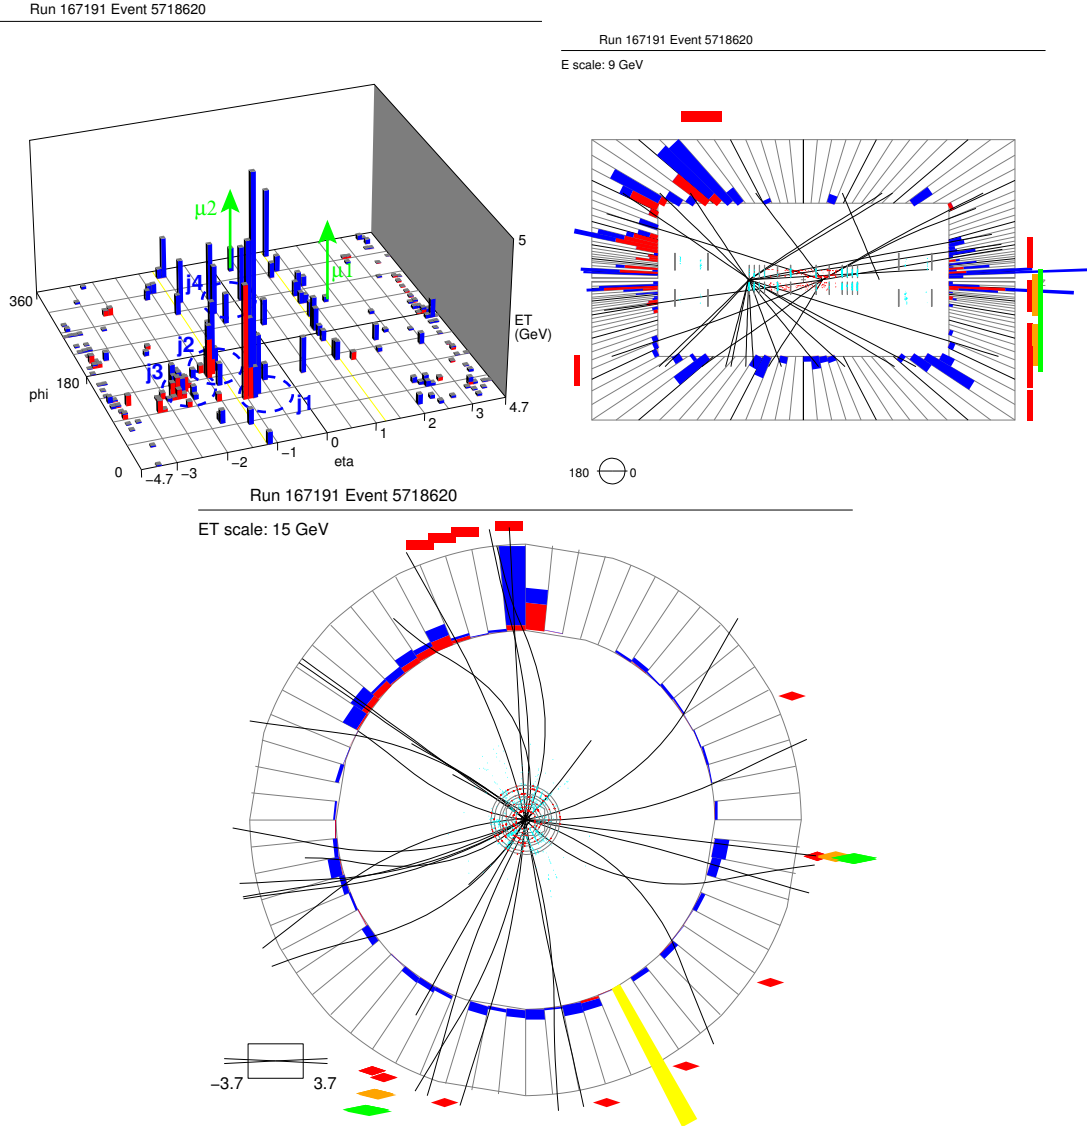 Run 167191 Event 5718620
μ2
μ1
j4
j2
j3
j1
360
180
0
phi
5
ET
(GeV)
4.7
3
2
1
0
−1
−2
−3
−4.7
eta
Run 167191 Event 5718620
E scale: 9 GeV
180 0
Run 167191 Event 5718620
ET scale: 15 GeV
−3.7 3.7